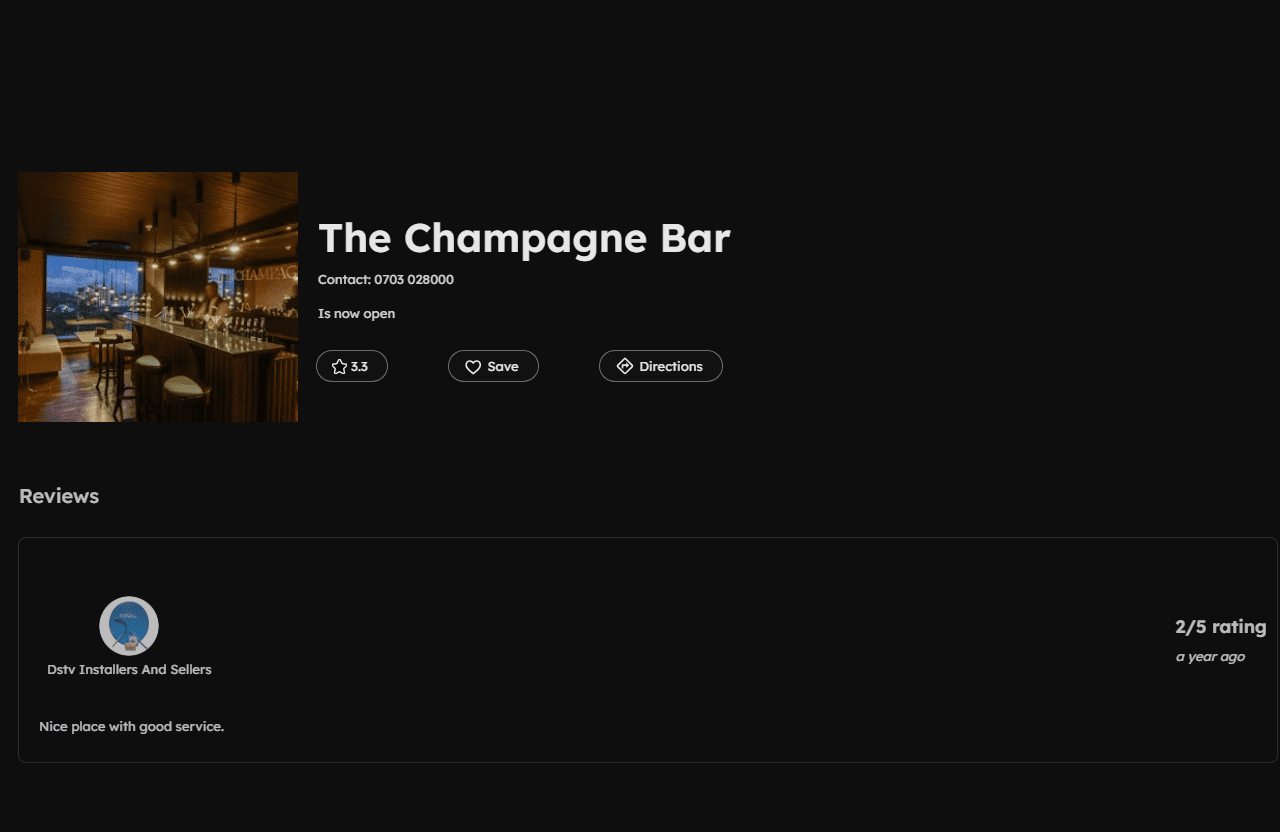 The Champagne Bar
Contact: 0703 028000
Is now open
3.3
Save
Directions
CHAMPAG
Reviews
2/5 rating
a year ago
Dstv Installers And Sellers
Nice place with good service.